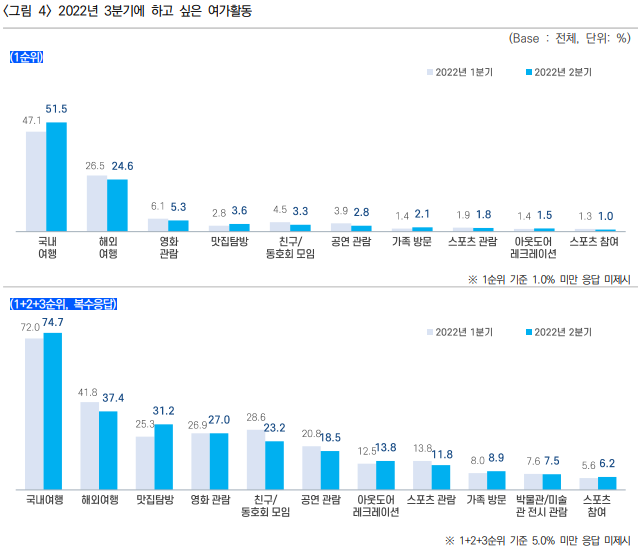 <그림 4> 2022년 3분기에 하고 싶은 여가활동
(Base : 전체, 단위: %)
(1순위)
2022년 1분기 2022년 2분기
47.1 51.5 26.5 24.6 6.1 5.3 2.8 3.6 4.5 3.3 3.9 2.8 1.4 2.1 1.9 1.8 1.4 1.5 1.3 1.0
국내 해외 영화 맛집탐방 친구/ 공연 관람 가족 방문 스포츠 관람 아웃도어 스포츠 참여
여행 여행 관람 동호회 모임 레크레이션
※ 1순위 기준 1.0% 미만 응답 미제시
(1+2+3순위, 복수응답)
2022년 1분기 2022년 2분기
72.0 74.7 41.8 37.4 25.3 31.2 26.9 27.0 28.6 23.2 20.8 18.5 12.5 13.8 13.8 11.8 8.0 8.9 7.6 7.5 5.6 6.2
국내여행 해외여행 맛집탐방 영화 관람 친구/ 공연 관람 아웃도어 스포츠 관람 가족 방문 박물관/미술 스포츠
동호회 모임 레크레이션 관 전시 관람 참여
※ 1+2+3순위 기준 5.0% 미만 응답 미제시